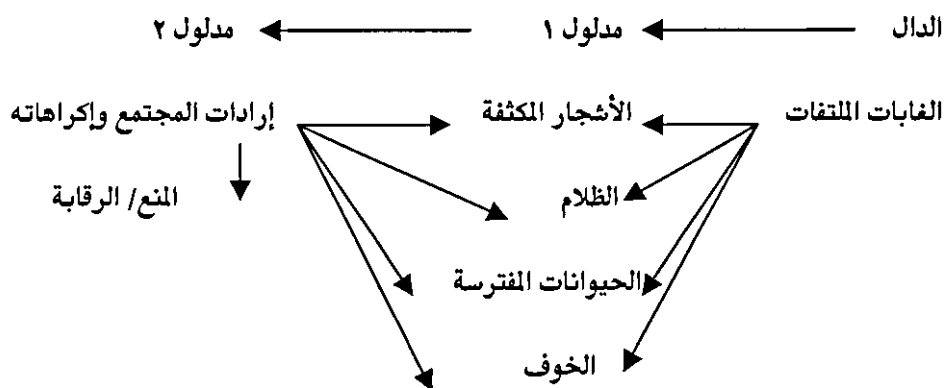 الدال مدلول ١ مدلول ٢
الغابات الملتفات الأشجار المكثفة إرادات المجتمع وإكراهاته
الظلام المنع/ الرقابة
الحيوانات المفترسة
الخوف